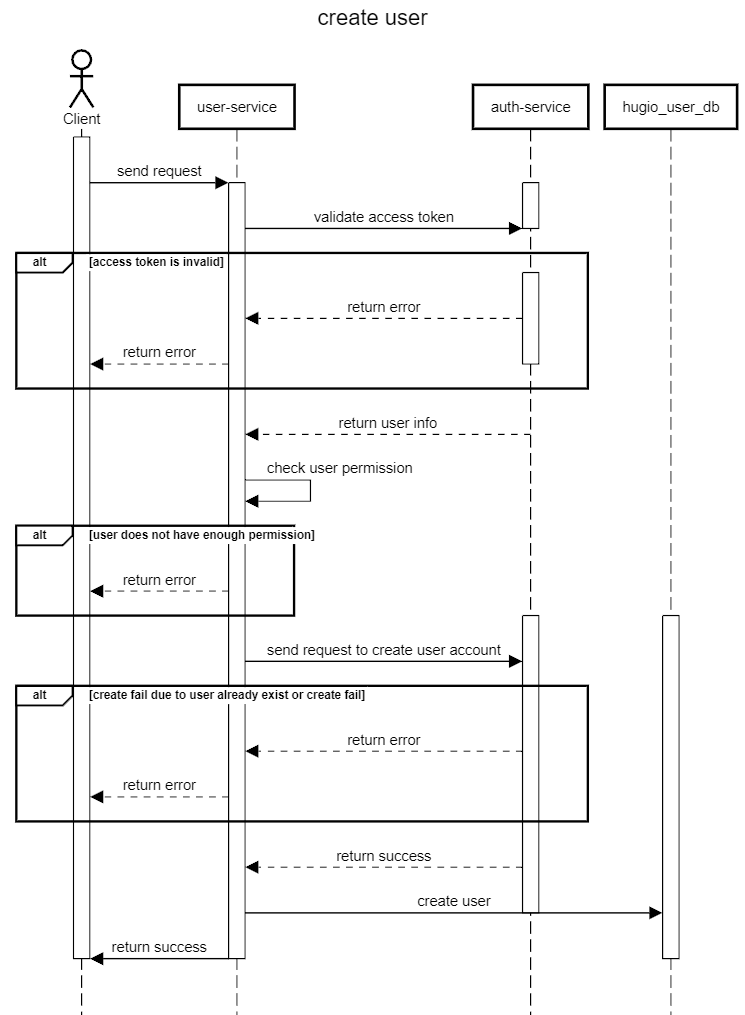 create user
Client
user-service
auth-service
hugio_user_db
send request
validate access token
alt
[access token is invalid]
return error
return error
return user info
check user permission
alt
[user does not have enough permission]
return error
send request to create user account
alt
[create fail due to user already exist or create fail]
return error
return error
return success
create user
return success